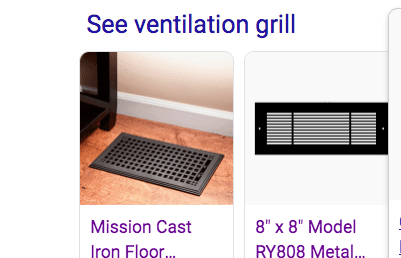 See ventilation grill
Mission Cast
Iron Floor...
8" x 8" Model
RY808 Metal...